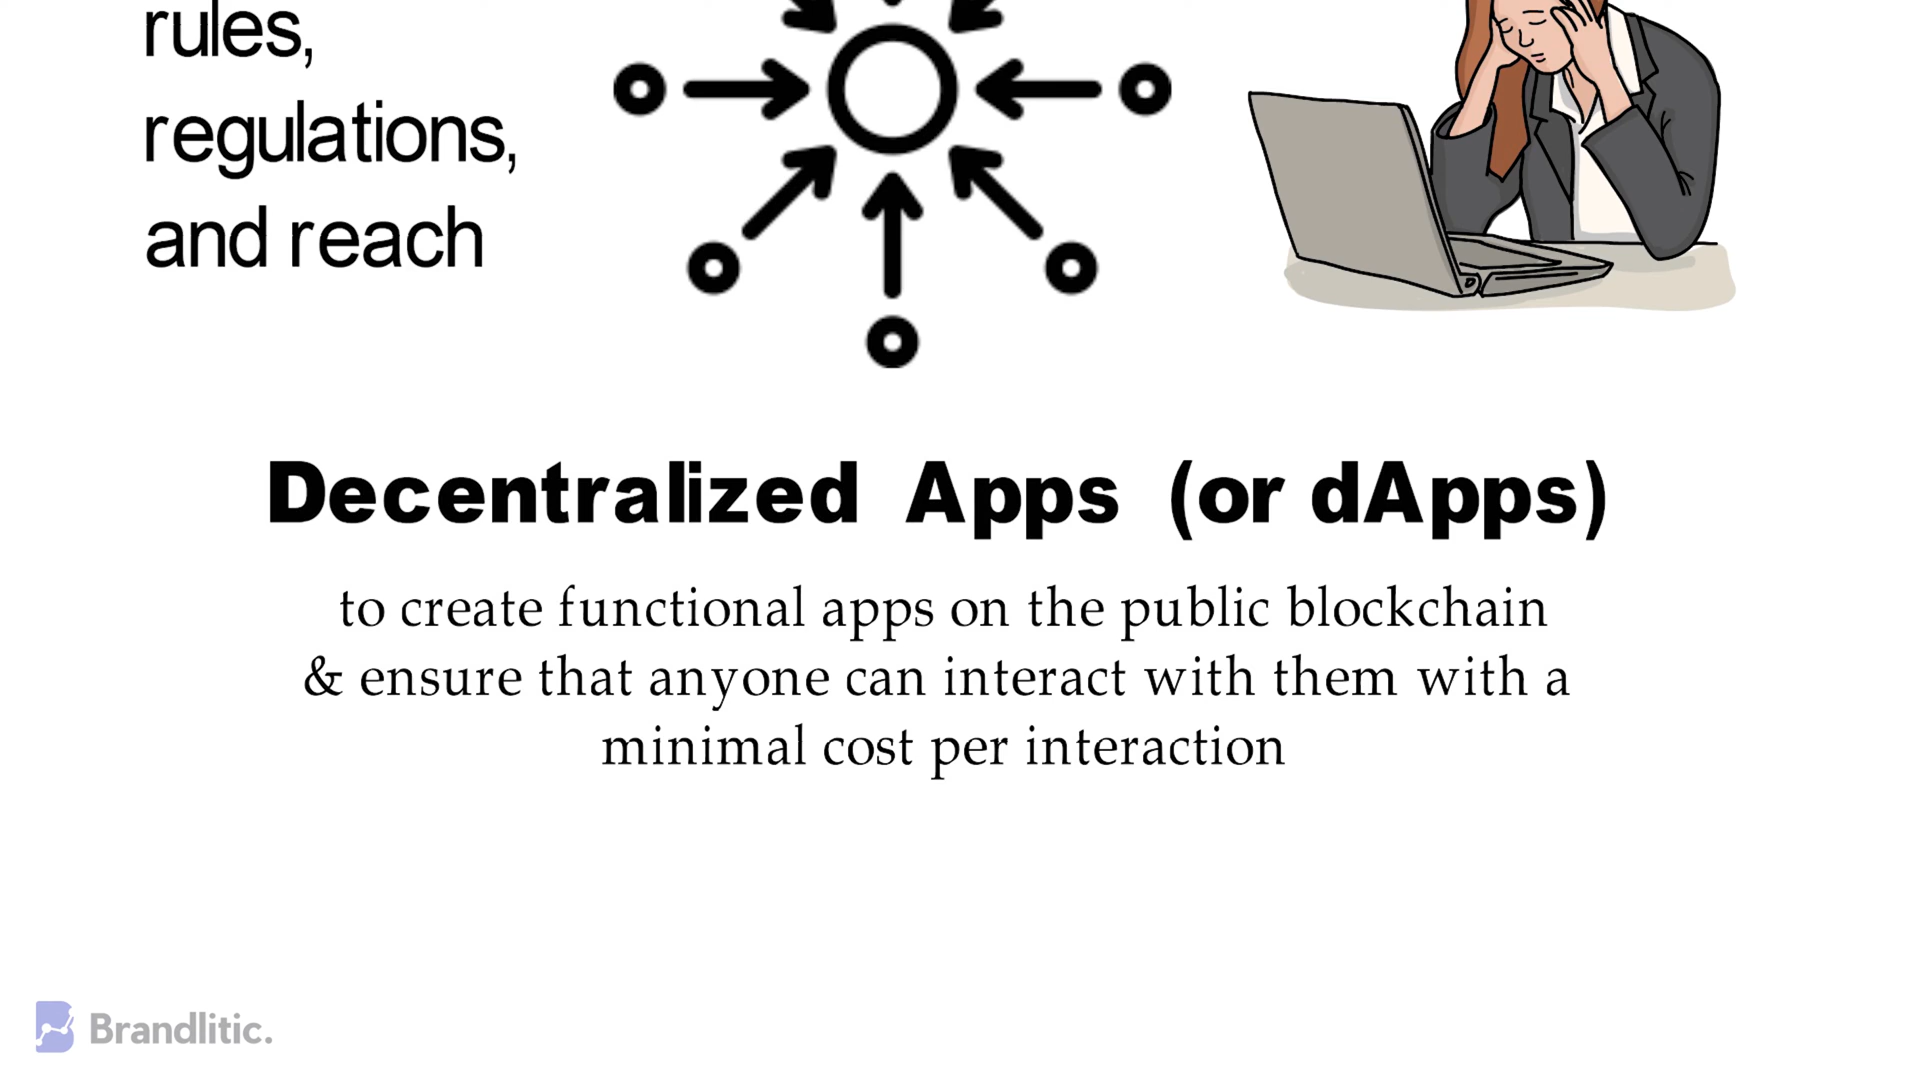 rules,
regulations,
and reach
Decentralized Apps (or dApps)
to create functional apps on the public blockchain
& ensure that anyone can interact with them with a
minimal cost per interaction
Brandlitic.